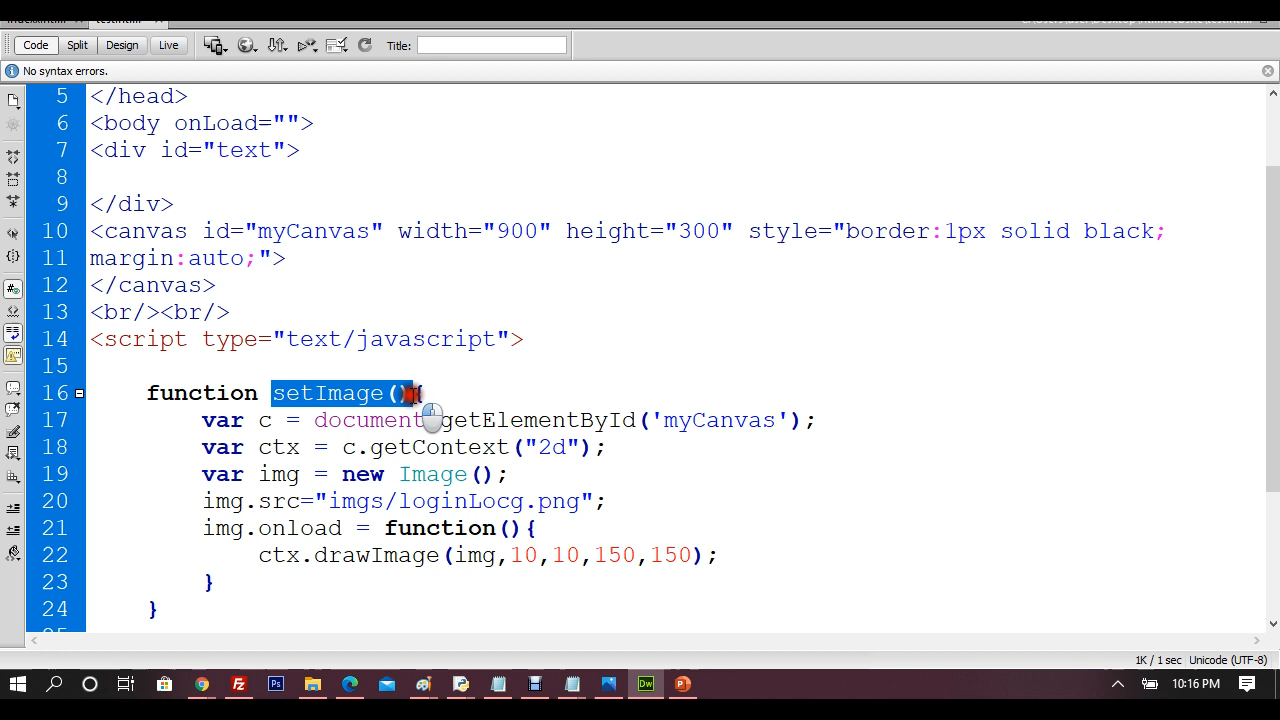 Code Split Design Live Title:
No syntax errors.
5 </head>
6 <body onLoad="">
7 <div id="text">
8
9 </div>
10 <canvas id="myCanvas" width="900" height="300" style="border:1px solid black;
11 margin:auto;">
12 </canvas>
13 <br/><br/>
14 <script type="text/javascript">
15
16 function setImage(){
17 var c = document.getElementById('myCanvas');
18 var ctx = c.getContext("2d");
19 var img = new Image();
20 img.src="imgs/loginLocg.png";
21 img.onload = function(){
22 ctx.drawImage(img,10,10,150,150);
23 }
24 }
1K / 1 sec Unicode (UTF-8)
Fz Ps Dw 10:16 PM